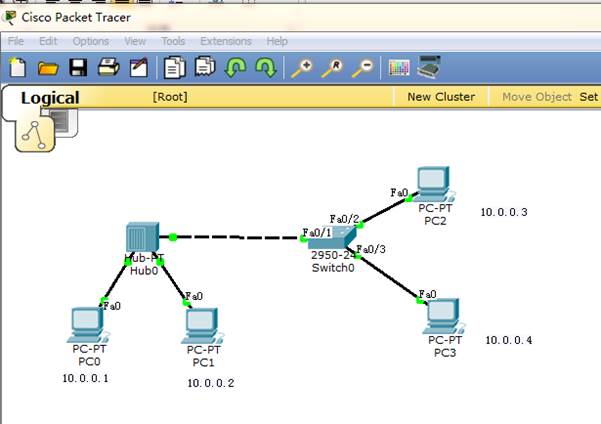 Cisco Packet Tracer
File Edit Options View Tools Extensions Help
Logical [Root] New Cluster Move Object Set
Fa0
PC-PT
PC2
10.0.0.3
Fa0/2
Fa0/1
2950-24
Switch0
Fa0/3
Hub-PT
Hub0
Fa0
PC-PT
PC0
10.0.0.1
Fa0
PC-PT
PC1
10.0.0.2
Fa0
PC-PT
PC3
10.0.0.4